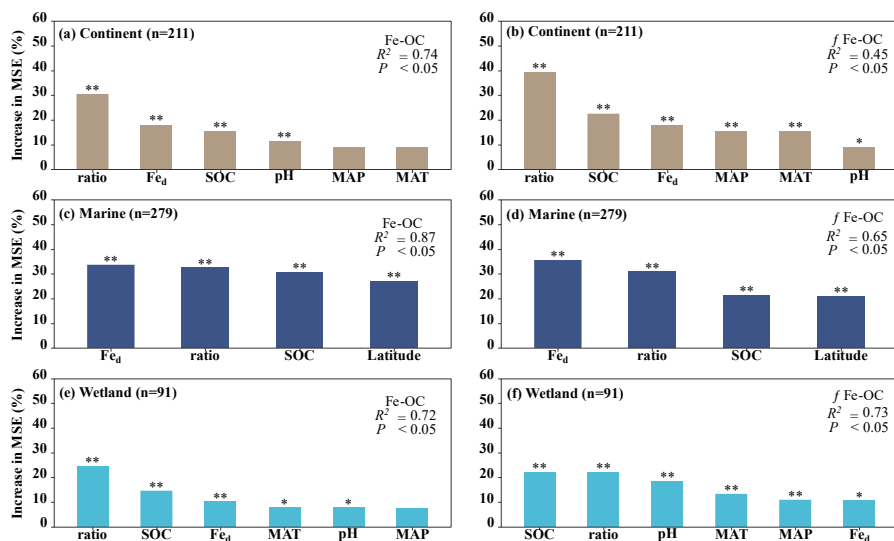 60
50
40
30
20
10
0
Increase in MSE (%)
(a) Continent (n=211)
Fe-OC
R² = 0.74
P < 0.05
**
**
**
**
ratio Fed SOC pH MAP MAT
60
50
40
30
20
10
0
(b) Continent (n=211)
f Fe-OC
R² = 0.45
P < 0.05
**
**
**
**
**
*
ratio SOC Fed MAP MAT pH
60
50
40
30
20
10
0
Increase in MSE (%)
(c) Marine (n=279)
Fe-OC
R² = 0.87
P < 0.05
**
**
**
**
Fed ratio SOC Latitude
60
50
40
30
20
10
0
(d) Marine (n=279)
f Fe-OC
R² = 0.65
P < 0.05
**
**
**
**
Fed ratio SOC Latitude
60
50
40
30
20
10
0
Increase in MSE (%)
(e) Wetland (n=91)
Fe-OC
R² = 0.72
P < 0.05
**
**
**
*
*
ratio SOC Fed MAT pH MAP
60
50
40
30
20
10
0
(f) Wetland (n=91)
f Fe-OC
R² = 0.73
P < 0.05
**
**
**
**
**
*
SOC ratio pH MAT MAP Fed